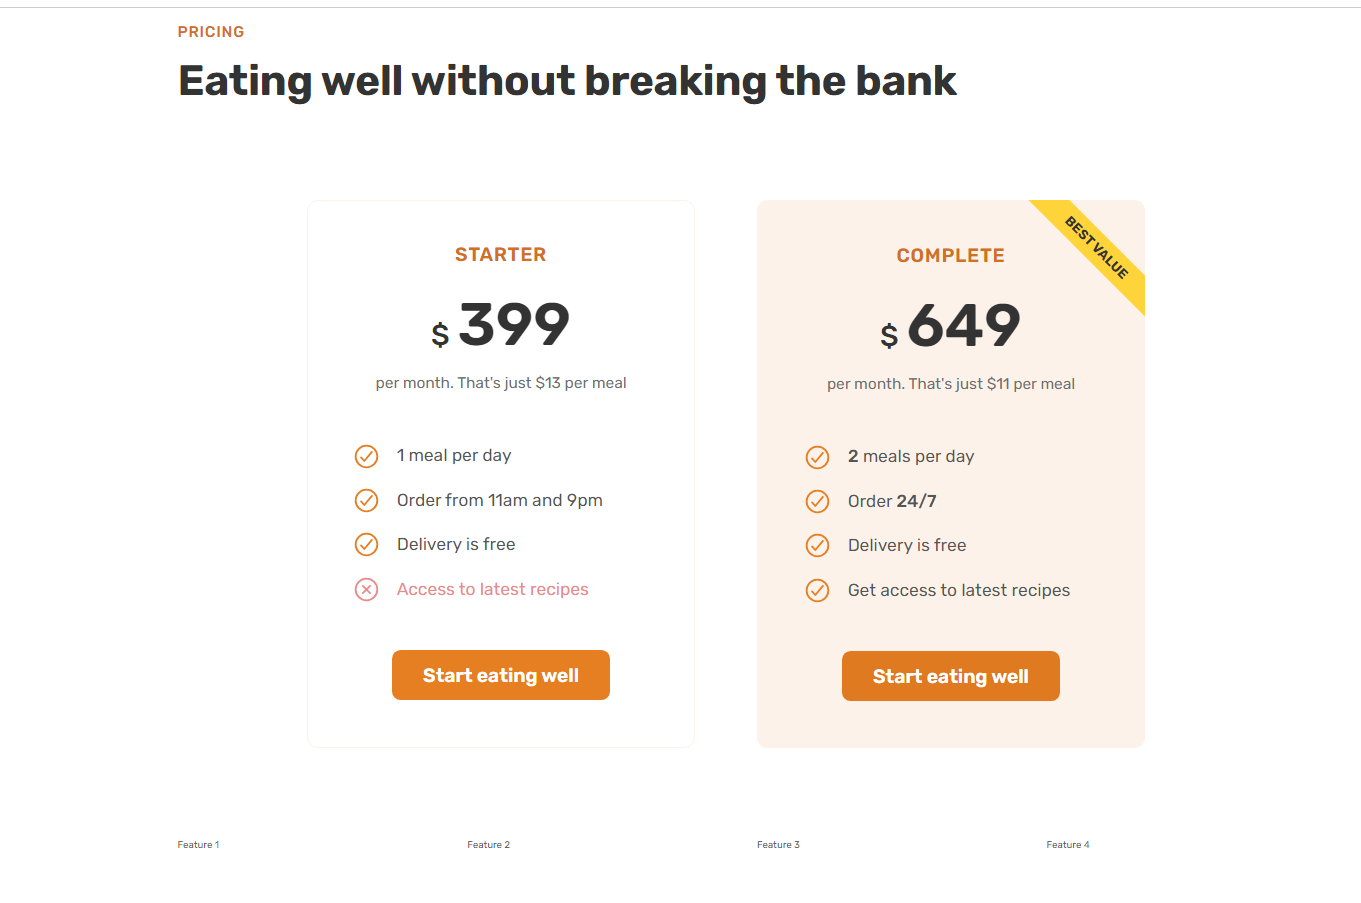 PRICING
Eating well without breaking the bank
STARTER
$ 399
per month. That's just $13 per meal
1 meal per day
Order from 11am and 9pm
Delivery is free
Access to latest recipes
Start eating well
BEST VALUE
COMPLETE
$ 649
per month. That's just $11 per meal
2 meals per day
Order 24/7
Delivery is free
Get access to latest recipes
Start eating well
Feature 1
Feature 2
Feature 3
Feature 4